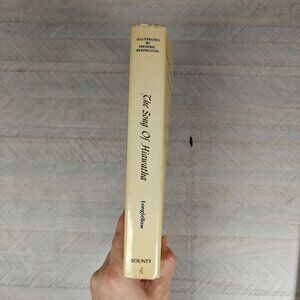 ILLUSTRATED
BY
FREDERIC
REMINGTON
The Song Of Hiawatha
Longfellow
BOUNTY